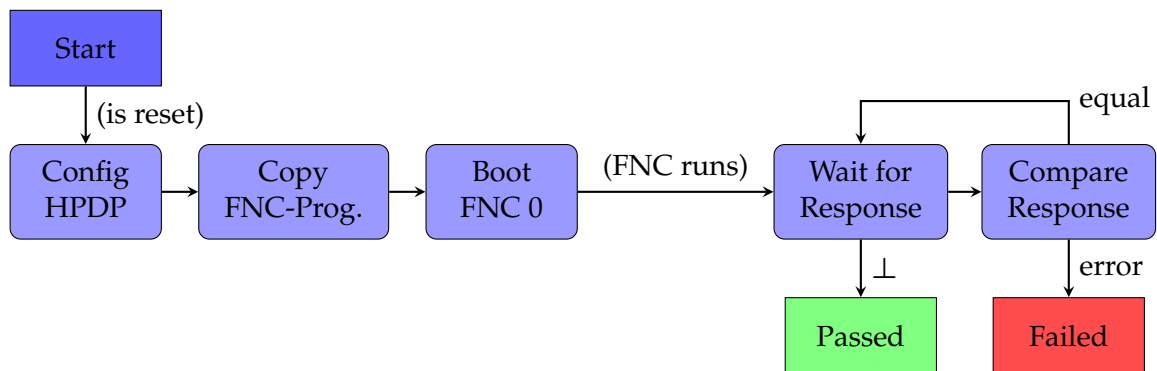 Start
(is reset)
equal
Config
HPDP
Copy
FNC-Prog.
Boot
FNC 0
(FNC runs)
Wait for
Response
Compare
Response
⊥
error
Passed
Failed